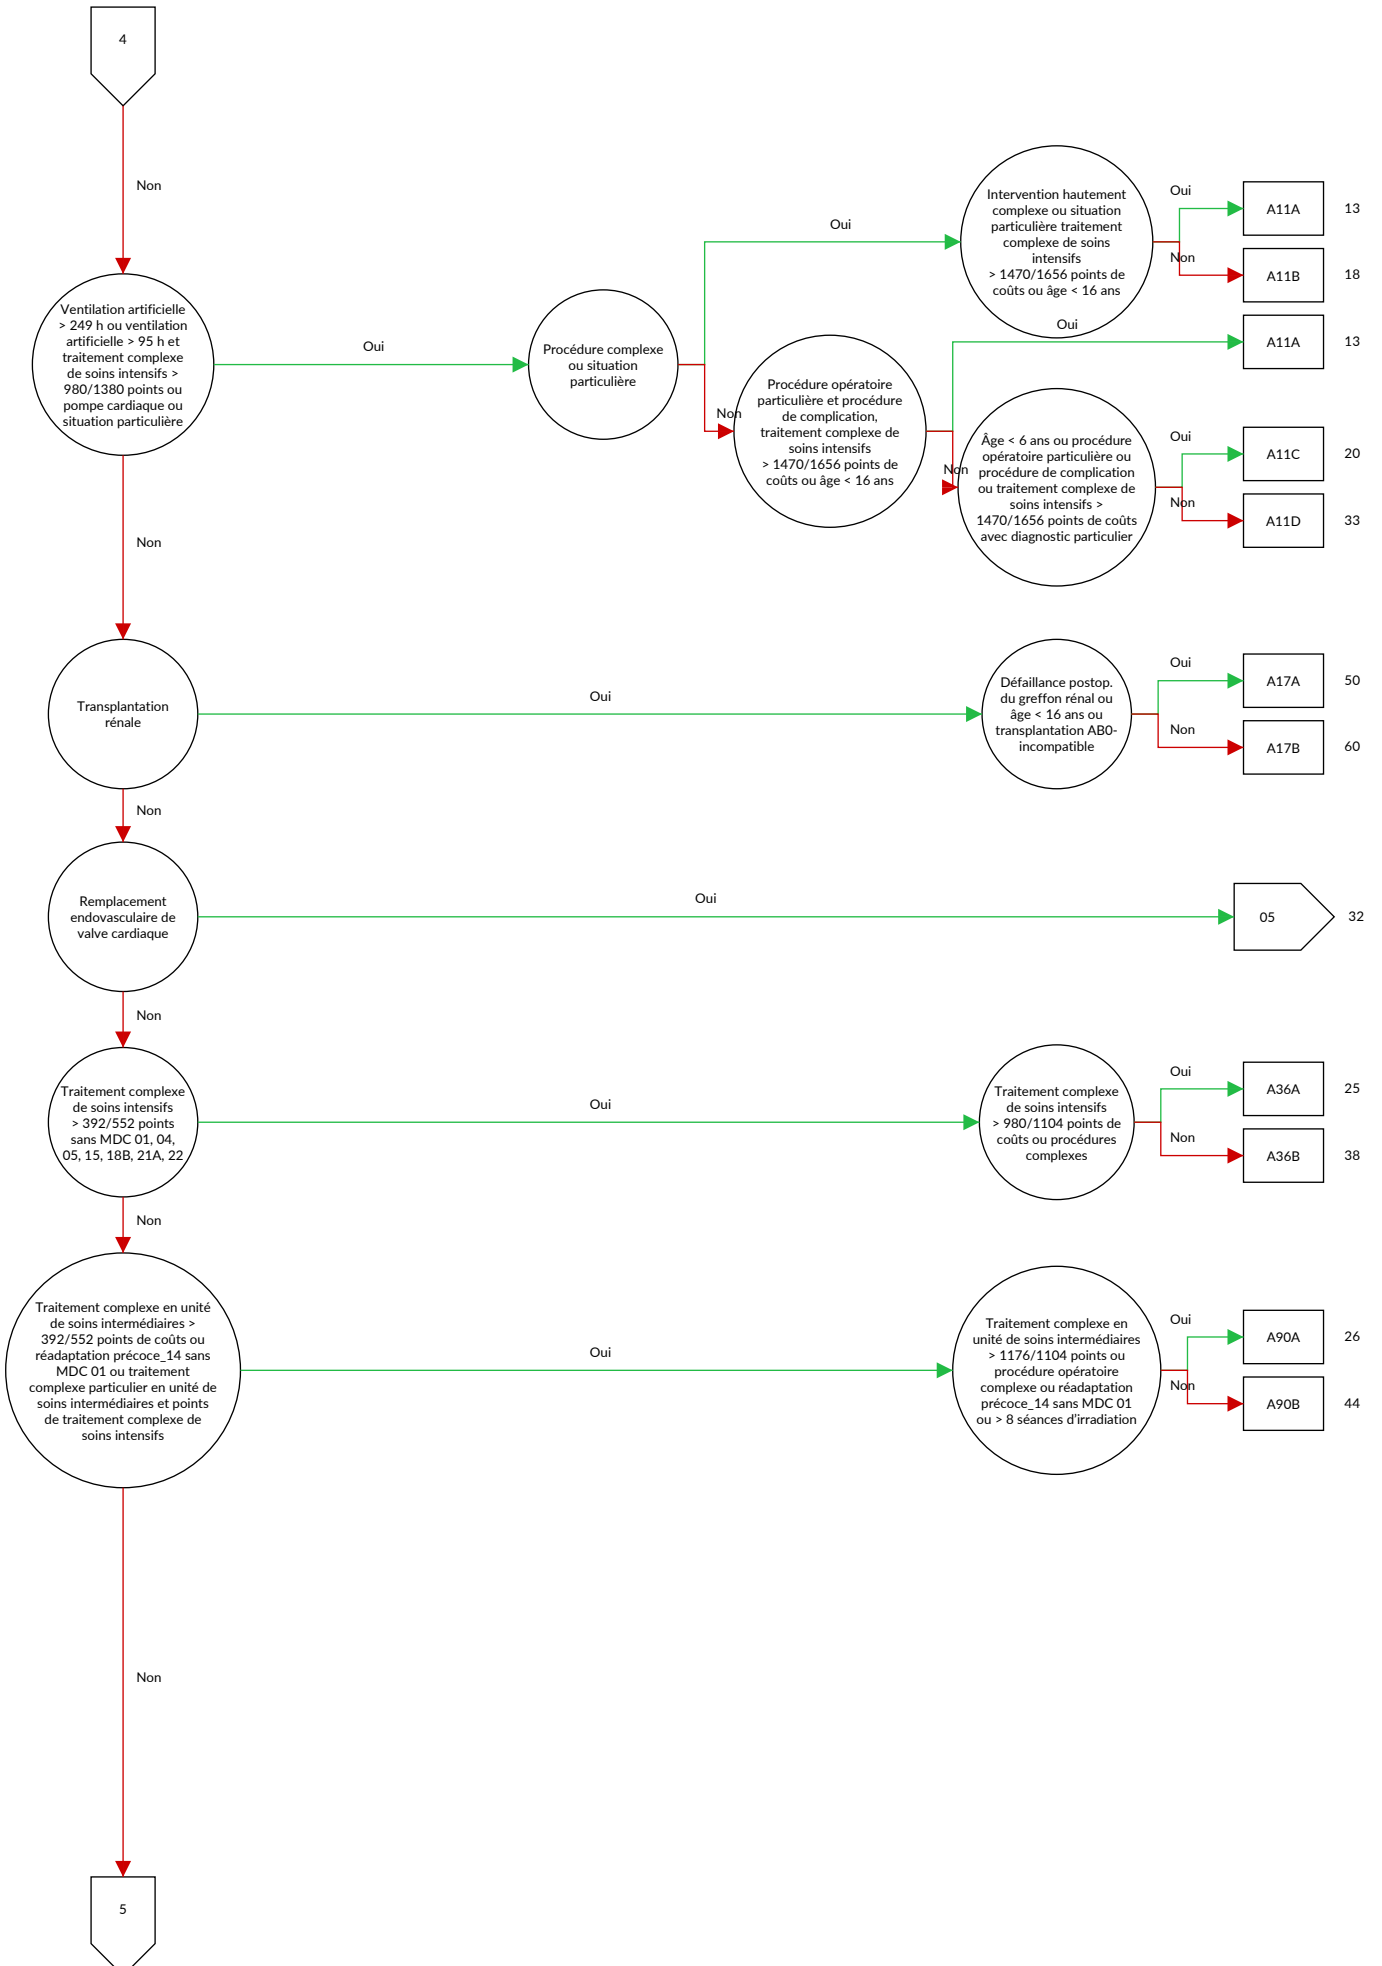 4
Non
Ventilation artificielle
> 249 h ou ventilation
artificielle > 95 h et
traitement complexe
de soins intensifs >
980/1380 points ou
pompe cardiaque ou
situation particulière
Oui
Procédure complexe
ou situation
particulière
Oui
Intervention hautement
complexe ou situation
particulière traitement
complexe de soins
intensifs
> 1470/1656 points de
coûts ou âge < 16 ans
Oui
A11A
13
Non
A11B
18
Non
Procédure opératoire
particulière et procédure
de complication,
traitement complexe de
soins intensifs
> 1470/1656 points de
coûts ou âge < 16 ans
Oui
A11A
13
Non
Âge < 6 ans ou procédure
opératoire particulière ou
procédure de complication
ou traitement complexe de
soins intensifs >
1470/1656 points de coûts
avec diagnostic particulier
Oui
A11C
20
Non
A11D
33
Non
Transplantation
rénale
Oui
Défaillance postop.
du greffon rénal ou
âge < 16 ans ou
transplantation AB0-
incompatible
Oui
A17A
50
Non
A17B
60
Non
Remplacement
endovasculaire de
valve cardiaque
Oui
05
32
Non
Traitement complexe
de soins intensifs
> 392/552 points
sans MDC 01, 04,
05, 15, 18B, 21A, 22
Oui
Traitement complexe
de soins intensifs
> 980/1104 points de
coûts ou procédures
complexes
Oui
A36A
25
Non
A36B
38
Non
Traitement complexe en unité
de soins intermédiaires >
392/552 points de coûts ou
réadaptation précoce_14 sans
MDC 01 ou traitement
complexe particulier en unité de
soins intermédiaires et points
de traitement complexe de
soins intensifs
Oui
Traitement complexe en
unité de soins intermédiaires
> 1176/1104 points ou
procédure opératoire
complexe ou réadaptation
précoce_14 sans MDC 01
ou > 8 séances d'irradiation
Oui
A90A
26
Non
A90B
44
Non
5